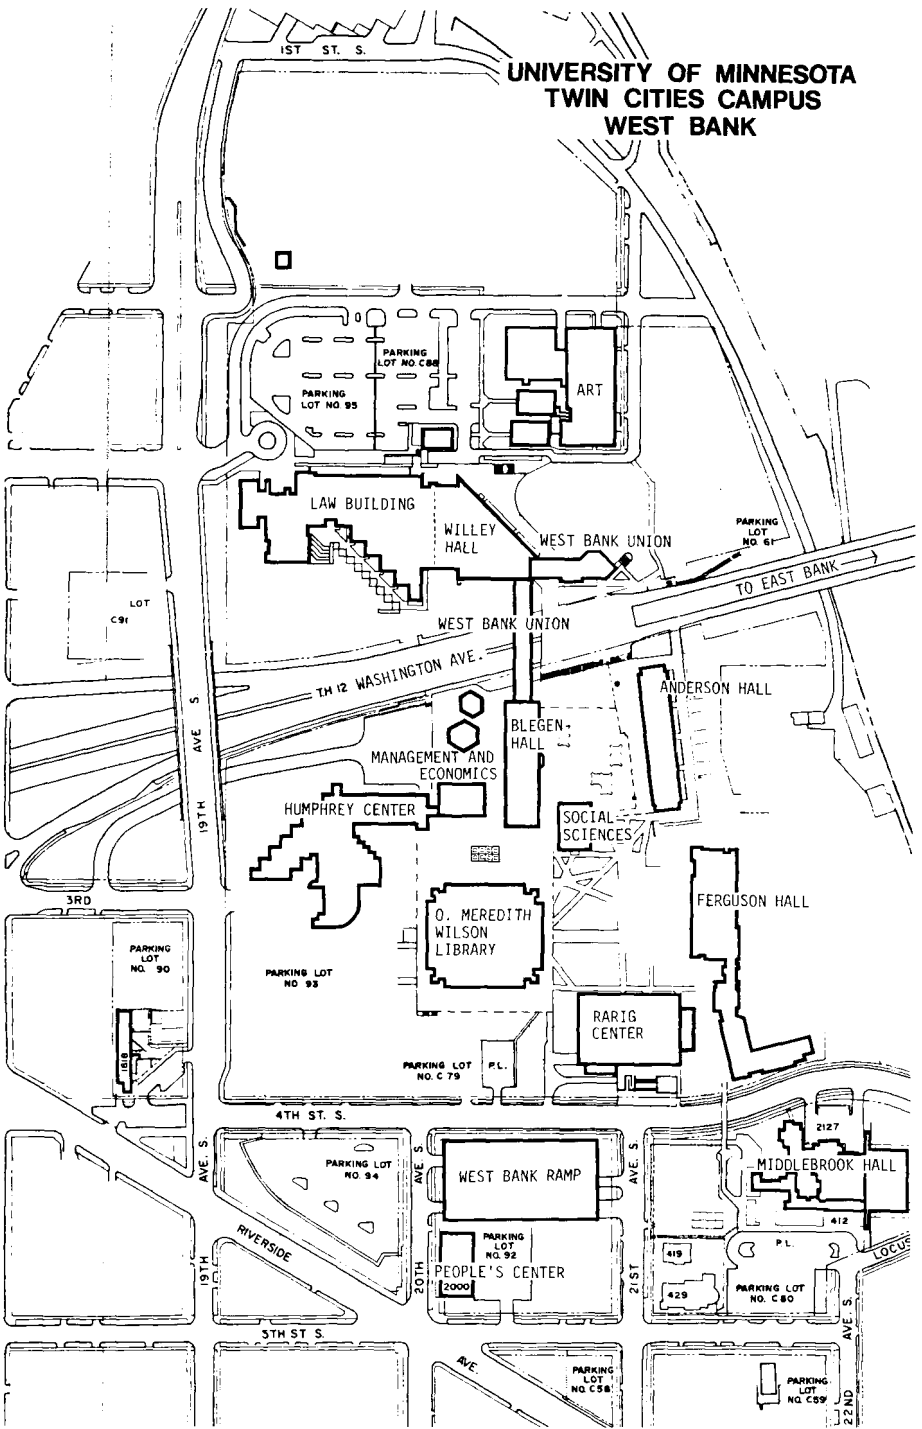 1ST ST. S.
UNIVERSITY OF MINNESOTA
TWIN CITIES CAMPUS
WEST BANK
PARKING
LOT NO. C88
PARKING
LOT NO 95
ART
LAW BUILDING
WILLEY
HALL
WEST BANK UNION
PARKING
LOT
NO. 61
TO EAST BANK
LOT
C91
WEST BANK UNION
TH 12 WASHINGTON AVE.
ANDERSON HALL
19TH AVE S
BLEGEN
HALL
MANAGEMENT AND
ECONOMICS
HUMPHREY CENTER
SOCIAL
SCIENCES
3RD
FERGUSON HALL
O. MEREDITH
WILSON
LIBRARY
PARKING
LOT
NO. 90
PARKING LOT
NO 93
RARIG
CENTER
1818
PARKING LOT
NO. C 79
P.L.
4TH ST. S.
2127
19TH AVE. S.
PARKING LOT
NO. 94
20TH AVE. S.
WEST BANK RAMP
21ST AVE. S.
MIDDLEBROOK HALL
412
RIVERSIDE
PARKING
LOT
NO. 92
419
P.L.
LOCUS
PEOPLE'S CENTER
2000
429
PARKING LOT
NO. C80
5TH ST S.
AVE.
PARKING
LOT
NO. C58
PARKING
LOT
NO. C59
22ND AVE. S.